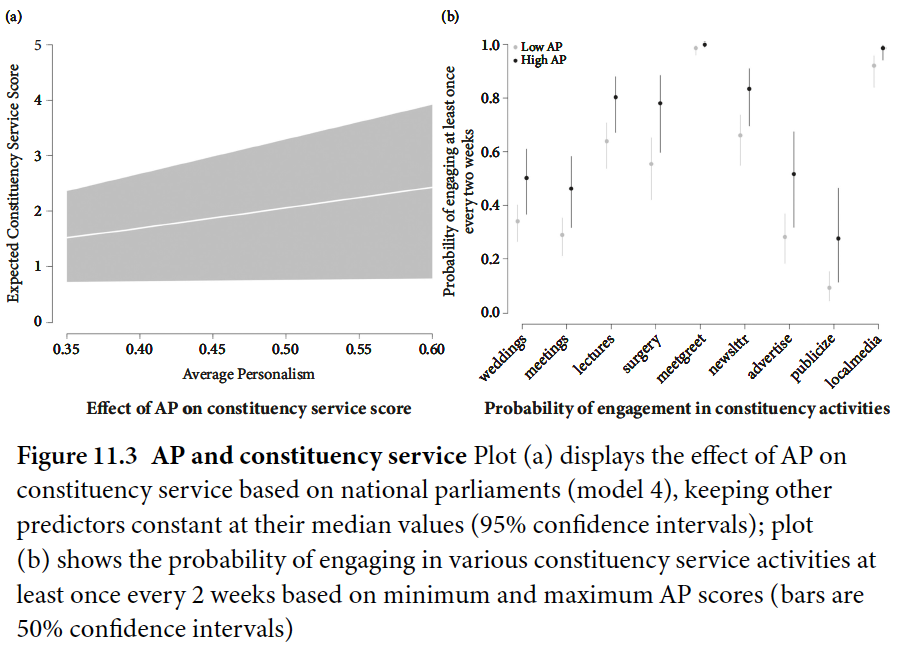 (a)
Expected Constituency Service Score
5
4
3
2
1
0
0.35 0.40 0.45 0.50 0.55 0.60
Average Personalism
Effect of AP on constituency service score
(b)
Probability of engaging at least once
every two weeks
1.0
0.8
0.6
0.4
0.2
0.0
Low AP
High AP
weddings
meetings
lectures
surgery
meetgreet
newslttr
advertise
publicize
localmedia
Probability of engagement in constituency activities
Figure 11.3 AP and constituency service Plot (a) displays the effect of AP on
constituency service based on national parliaments (model 4), keeping other
predictors constant at their median values (95% confidence intervals); plot
(b) shows the probability of engaging in various constituency service activities at
least once every 2 weeks based on minimum and maximum AP scores (bars are
50% confidence intervals)